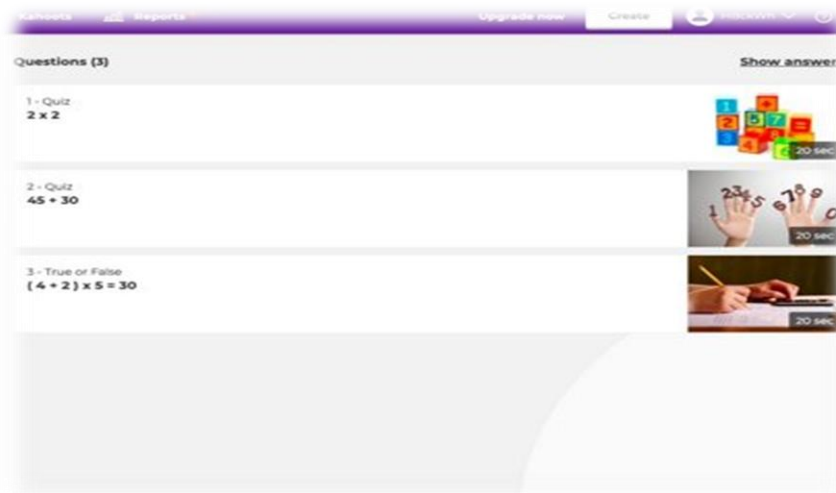 Kahoots Reports Upgrade now Create
Questions (3) Show answer
1 - Quiz
2 x 2
20 sec
2 - Quiz
45 + 30
20 sec
3 - True or False
( 4 + 2 ) x 5 = 30
20 sec